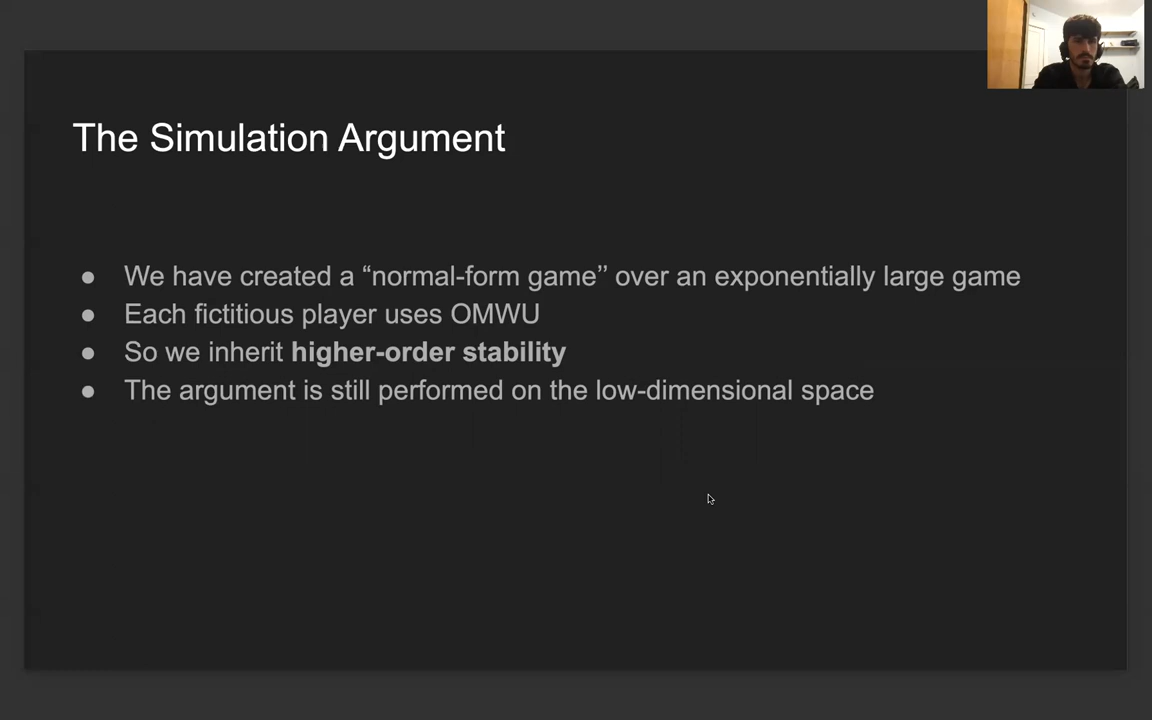 The Simulation Argument
● We have created a “normal-form game’’ over an exponentially large game
● Each fictitious player uses OMWU
● So we inherit higher-order stability
● The argument is still performed on the low-dimensional space